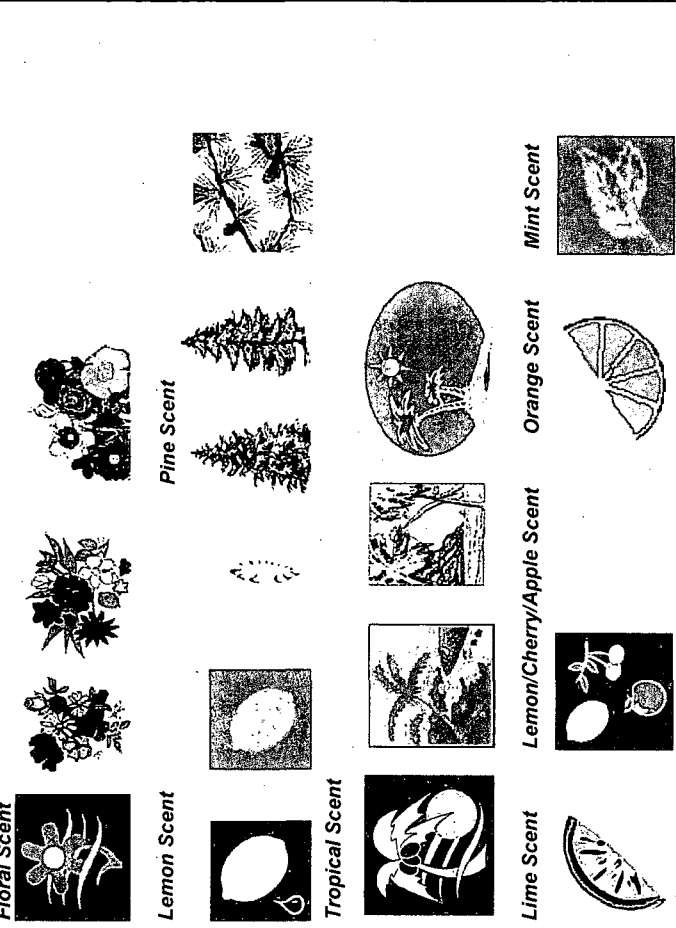 Floral Scent
Lemon Scent
Pine Scent
Tropical Scent
Lime Scent
Lemon/Cherry/Apple Scent
Orange Scent
Mint Scent